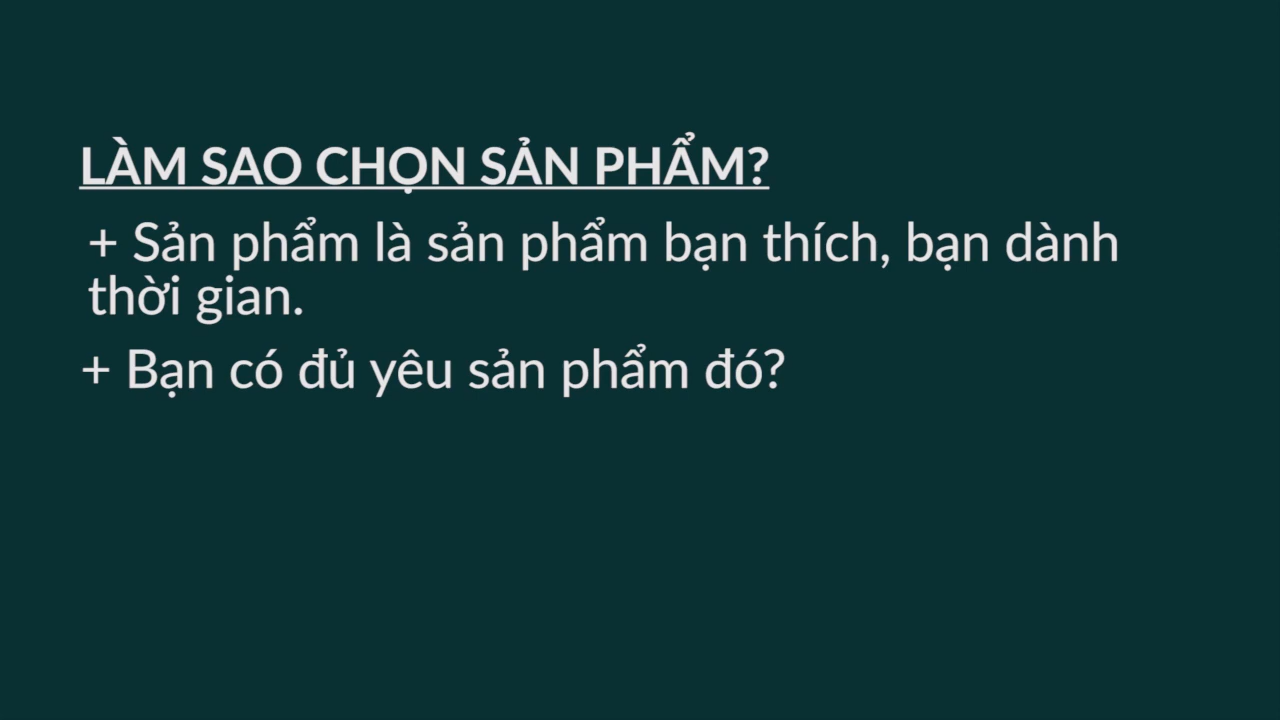 LÀM SAO CHỌN SẢN PHẨM?
+ Sản phẩm là sản phẩm bạn thích, bạn dành
thời gian.
+ Bạn có đủ yêu sản phẩm đó?